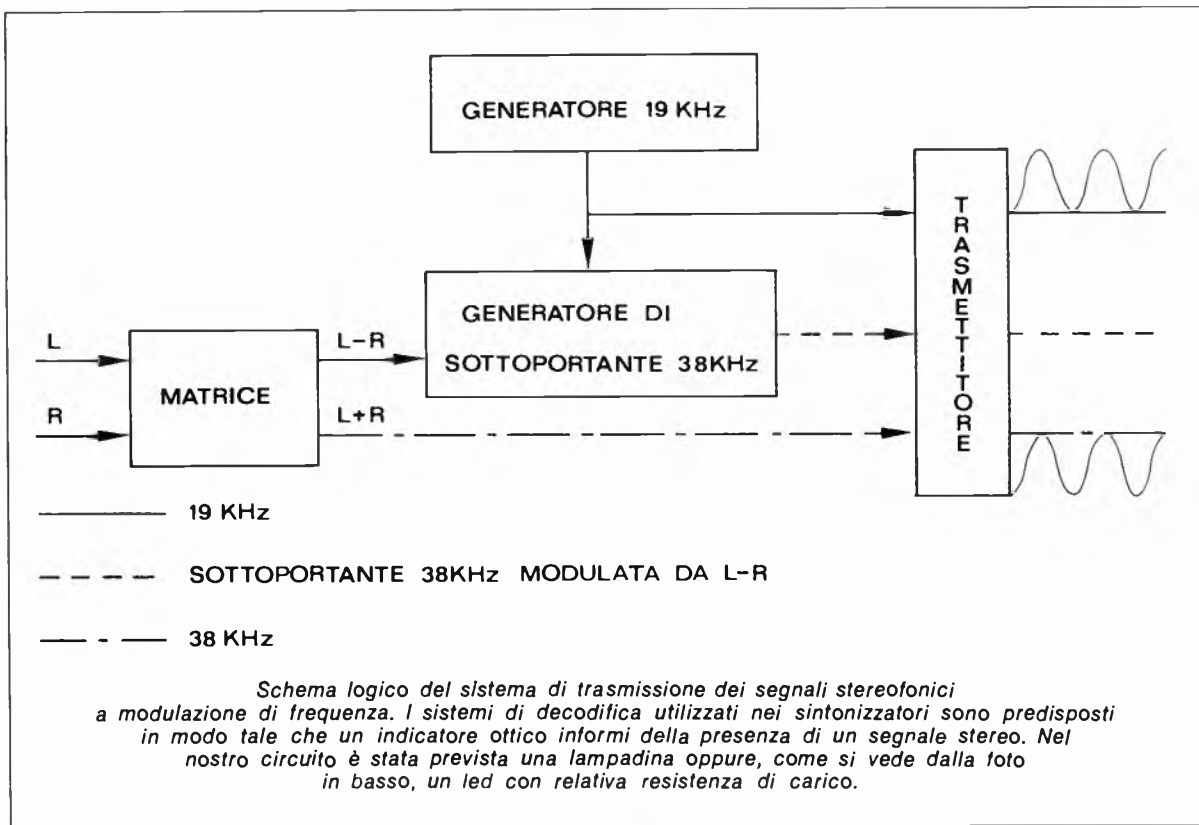 GENERATORE 19 KHz
GENERATORE DI
SOTTOPORTANTE 38KHz
TRASMETTITORE
L
R
MATRICE
L-R
L+R
19 KHz
SOTTOPORTANTE 38KHz MODULATA DA L-R
38 KHz
Schema logico del sistema di trasmissione dei segnali stereofonici
a modulazione di frequenza. I sistemi di decodifica utilizzati nei sintonizzatori sono predisposti
in modo tale che un indicatore ottico informi della presenza di un segnale stereo. Nel
nostro circuito è stata prevista una lampadina oppure, come si vede dalla foto
in basso, un led con relativa resistenza di carico.